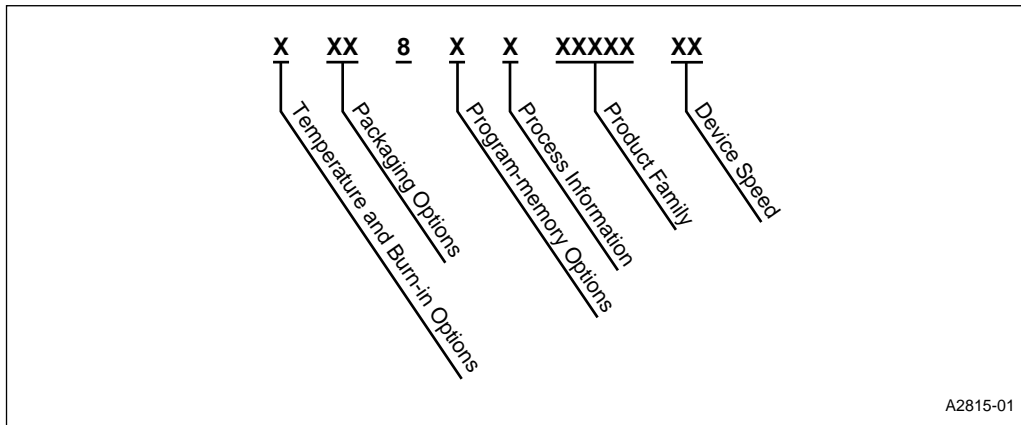 X XX 8 X X XXXXX XX
Temperature and Burn-in Options
Packaging Options
Program-memory Options
Process Information
Product Family
Device Speed
A2815-01